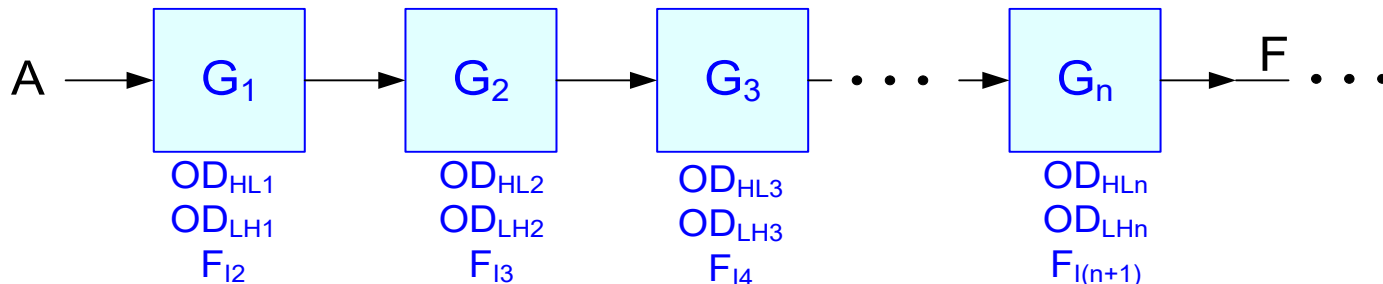 A G₁ G₂ G₃ • • • Gₙ F • • •
OD_HL1 OD_HL2 OD_HL3 OD_HLn
OD_LH1 OD_LH2 OD_LH3 OD_LHn
F_I2 F_I3 F_I4 F_I(n+1)